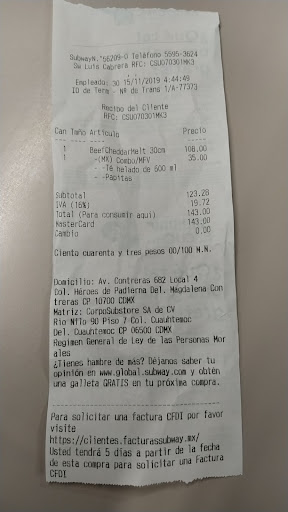 SubwayN. 56209-0 Teléfono 5595-3624
Sw Luis Cabrera RFC: CSU070301MK3
Empleado: 30 15/11/2019 4:44:49
ID de Term - Nº de Trans 1/A-77373
Recibo del Cliente
RFC: CSU070301MK3
Can Tamo Artículo Precio
1 BeefCheddarMelt 30cm 108.00
1 -(MX) Combo/MFV 35.00
- -Té helado de 600 ml
- -Papitas
Subtotal 123.28
IVA (16%) 19.72
Total (Para consumir aqui) 143.00
MasterCard 143.00
Cambio 0.00
Ciento cuarenta y tres pesos 00/100 M.N.
Domicilio: Av. Contreras 682 Local 4
Col. Héroes de Padierna Del. Magdalena Con
treras CP 10700 CDMX
Matriz: CorpoSubstore SA de CV
Rio N??to 90 Piso 7 Col. Cuauhtemoc
Del. Cuauhtemoc CP 06500 CDMX
Regimen General de Ley de las Personas Mor
ales
¿Tienes hambre de más? Déjanos saber tu
opinión en www.global.subway.com y obtén
una galleta GRATIS en tu próxima compra.
Para solicitar una factura CFDI por favor
visite
https://clientes.facturassubway.mx/
Usted tendrá 5 días a partir de la fecha
de esta compra para solicitar una Factura
CFDI